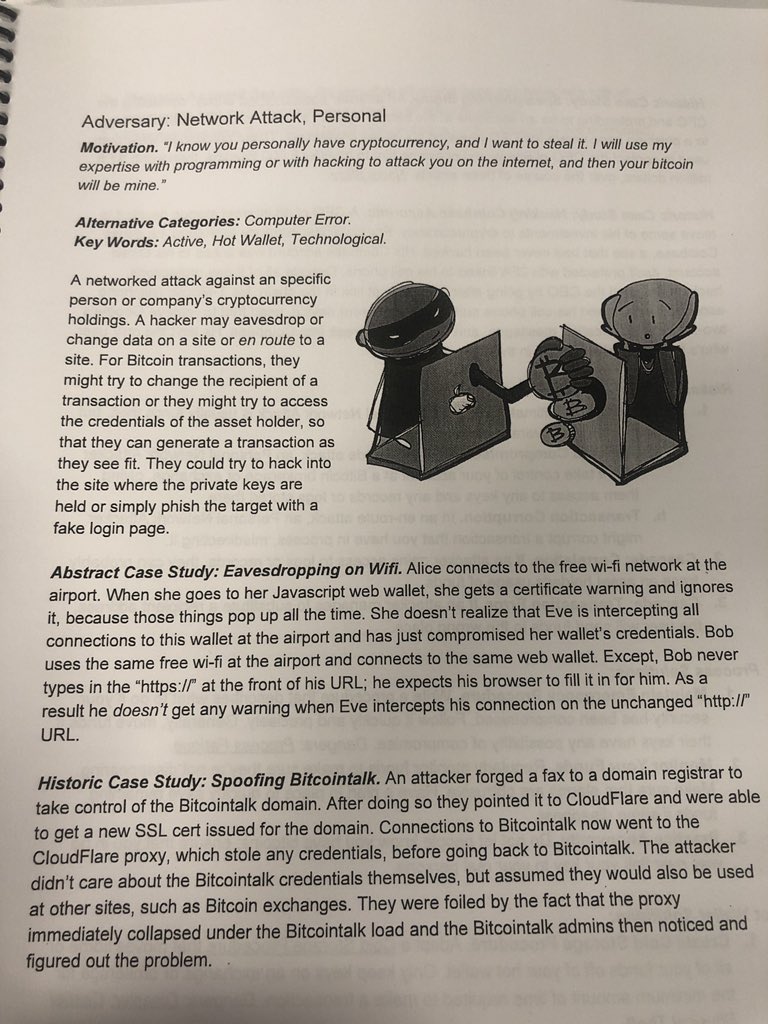 Adversary: Network Attack, Personal
Motivation. "I know you personally have cryptocurrency, and I want to steal it. I will use my
expertise with programming or with hacking to attack you on the internet, and then your bitcoin
will be mine."
Alternative Categories: Computer Error.
Key Words: Active, Hot Wallet, Technological.
A networked attack against an specific
person or company's cryptocurrency
holdings. A hacker may eavesdrop or
change data on a site or en route to a
site. For Bitcoin transactions, they
might try to change the recipient of a
transaction or they might try to access
the credentials of the asset holder, so
that they can generate a transaction as
they see fit. They could try to hack into
the site where the private keys are
held or simply phish the target with a
fake login page.
Abstract Case Study: Eavesdropping on Wifi. Alice connects to the free wi-fi network at the
airport. When she goes to her Javascript web wallet, she gets a certificate warning and ignores
it, because those things pop up all the time. She doesn't realize that Eve is intercepting all
connections to this wallet at the airport and has just compromised her wallet's credentials. Bob
uses the same free wi-fi at the airport and connects to the same web wallet. Except, Bob never
types in the "https://" at the front of his URL; he expects his browser to fill it in for him. As a
result he doesn't get any warning when Eve intercepts his connection on the unchanged "http://"
URL.
Historic Case Study: Spoofing Bitcointalk. An attacker forged a fax to a domain registrar to
take control of the Bitcointalk domain. After doing so they pointed it to CloudFlare and were able
to get a new SSL cert issued for the domain. Connections to Bitcointalk now went to the
CloudFlare proxy, which stole any credentials, before going back to Bitcointalk. The attacker
didn't care about the Bitcointalk credentials themselves, but assumed they would also be used
at other sites, such as Bitcoin exchanges. They were foiled by the fact that the proxy
immediately collapsed under the Bitcointalk load and the Bitcointalk admins then noticed and
figured out the problem.